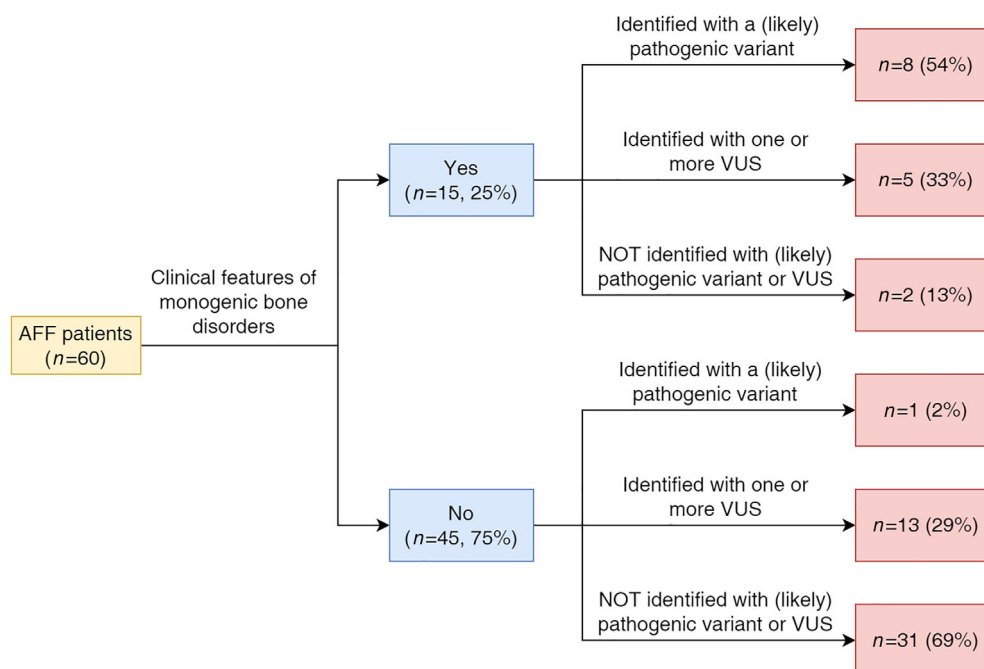 AFF patients
(n=60)
Clinical features of
monogenic bone
disorders
Yes
(n=15, 25%)
Identified with a (likely)
pathogenic variant
n=8 (54%)
Identified with one or
more VUS
n=5 (33%)
NOT identified with (likely)
pathogenic variant or VUS
n=2 (13%)
No
(n=45, 75%)
Identified with a (likely)
pathogenic variant
n=1 (2%)
Identified with one or
more VUS
n=13 (29%)
NOT identified with (likely)
pathogenic variant or VUS
n=31 (69%)